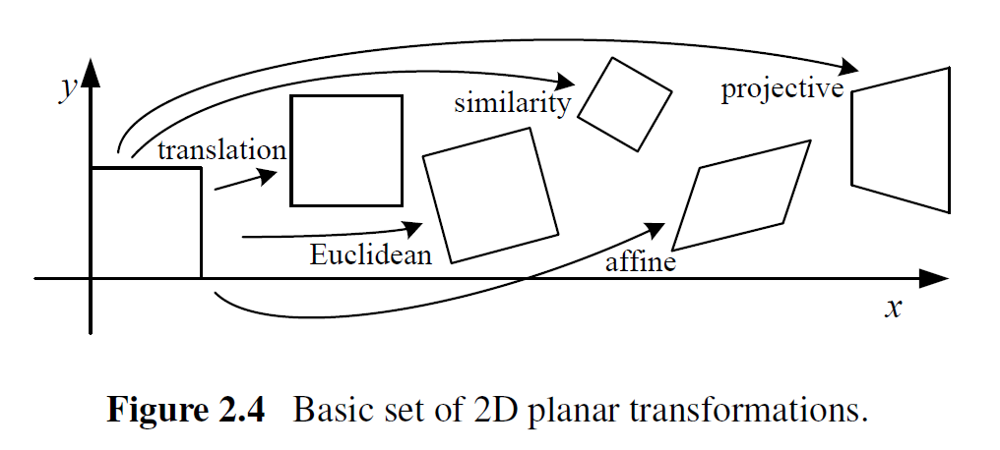 y
similarity
projective
translation
Euclidean
affine
x
Figure 2.4 Basic set of 2D planar transformations.